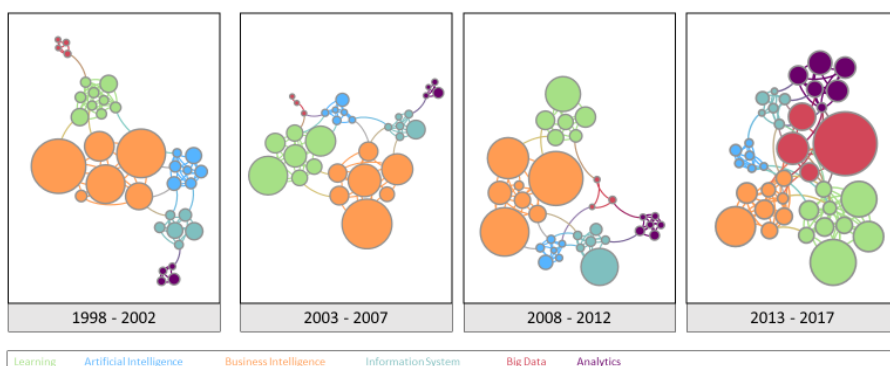 1998 - 2002 2003 - 2007 2008 - 2012 2013 - 2017
Learning Artificial Intelligence Business Intelligence Information System Big Data Analytics